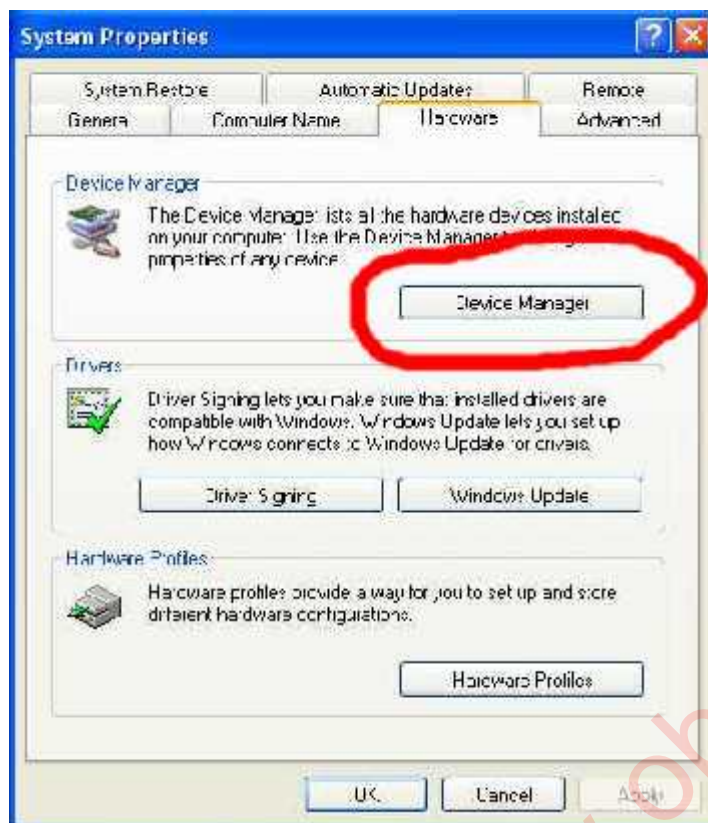 System Properties
?
System Restore Automatic Updates Remote
General Computer Name Hardware Advanced
Device Manager
The Device Manager lists all the hardware devices installed
on your computer. Use the Device Manager
properties of any device.
Device Manager
Drivers
Driver Signing lets you make sure that installed drivers are
compatible with Windows. Windows Update lets you set up
how Windows connects to Windows Update for drivers.
Driver Signing Windows Update
Hardware Profiles
Hardware profiles provide a way for you to set up and store
different hardware configurations.
Hardware Profiles
OK Cancel Apply